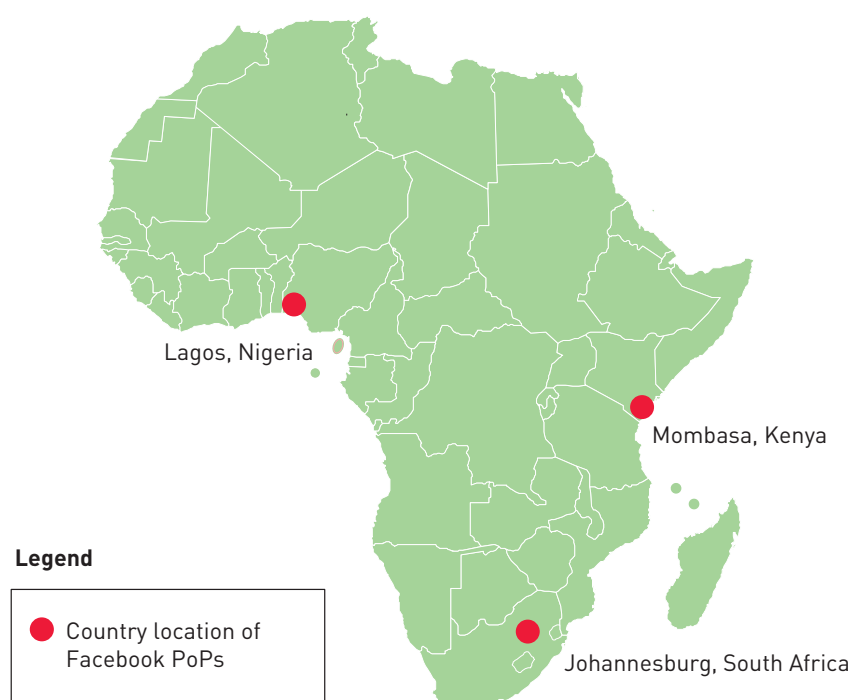 Lagos, Nigeria
Mombasa, Kenya
Legend
Country location of
Facebook PoPs
Johannesburg, South Africa